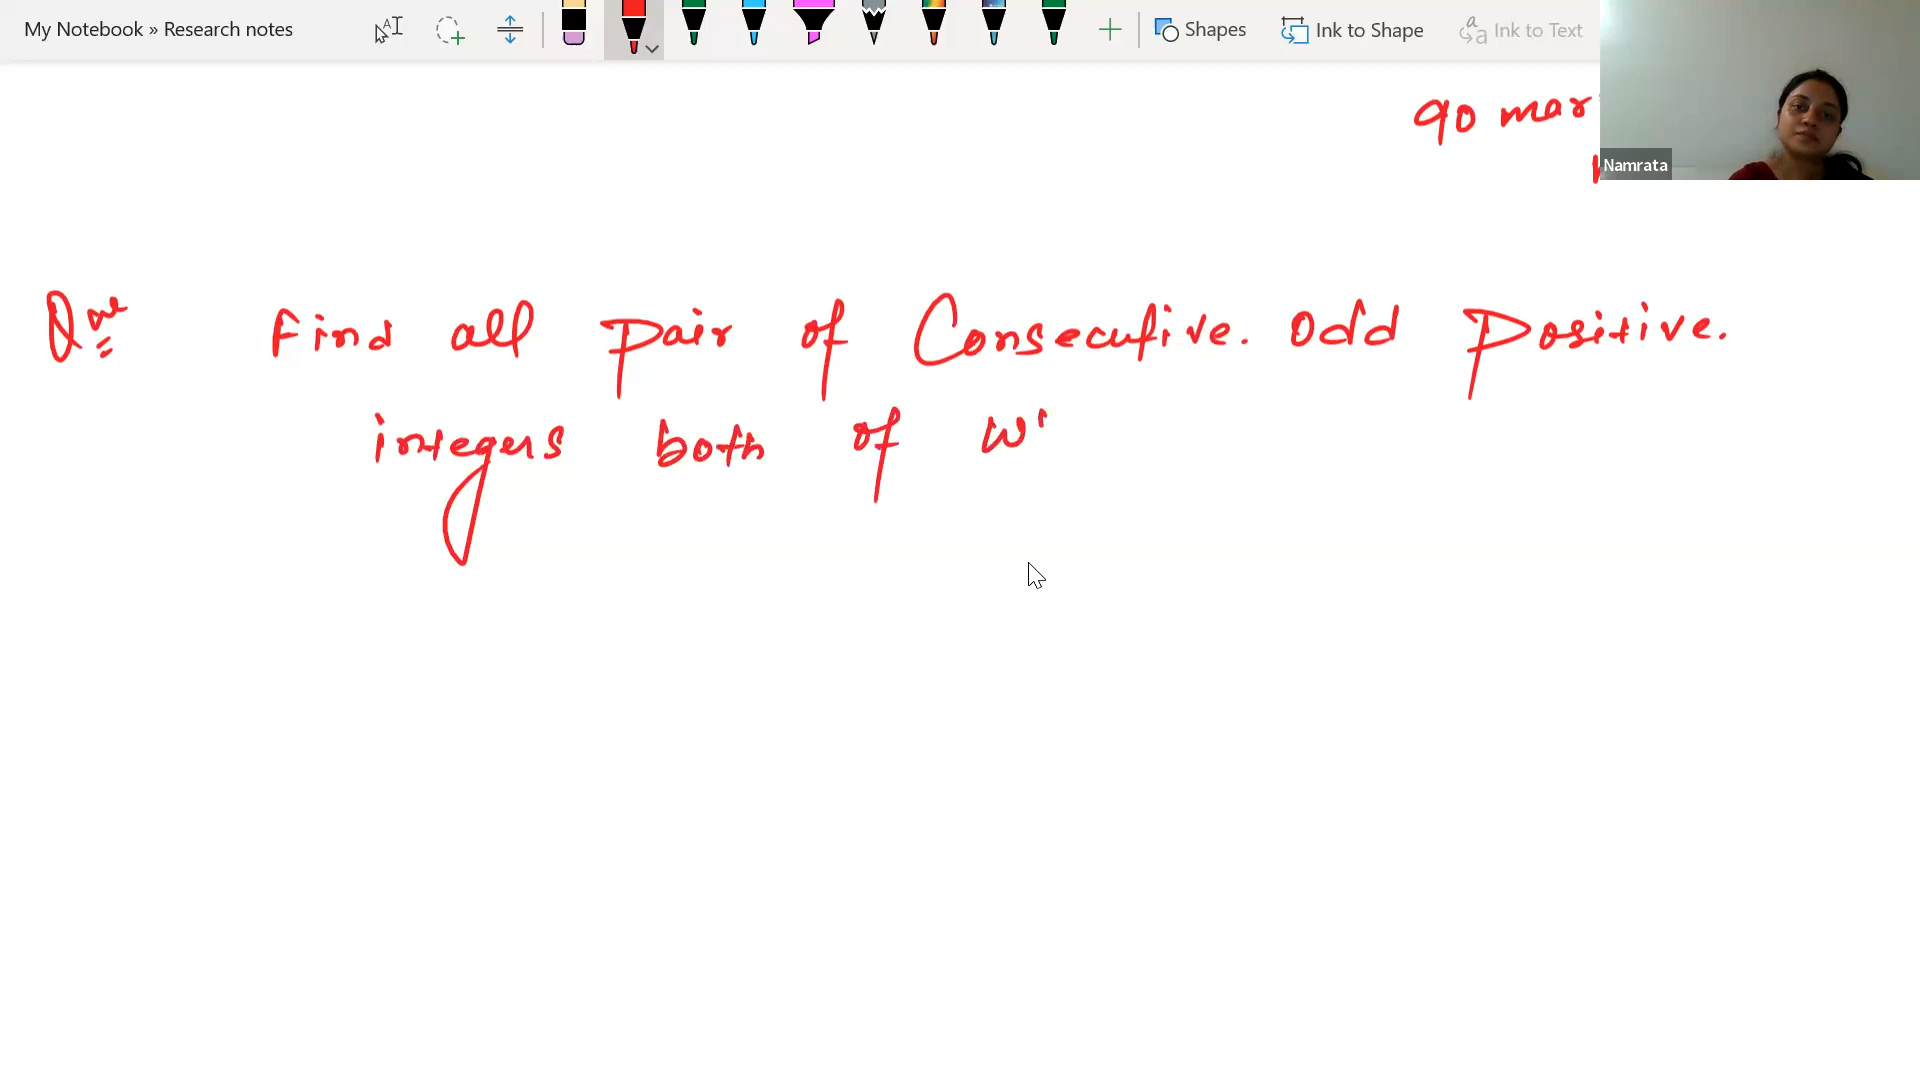 My Notebook » Research notes
Shapes
Ink to Shape
Ink to Text
90 mar
Namrata
Que Find all pair of Consecutive. Odd Positive.
integers both of